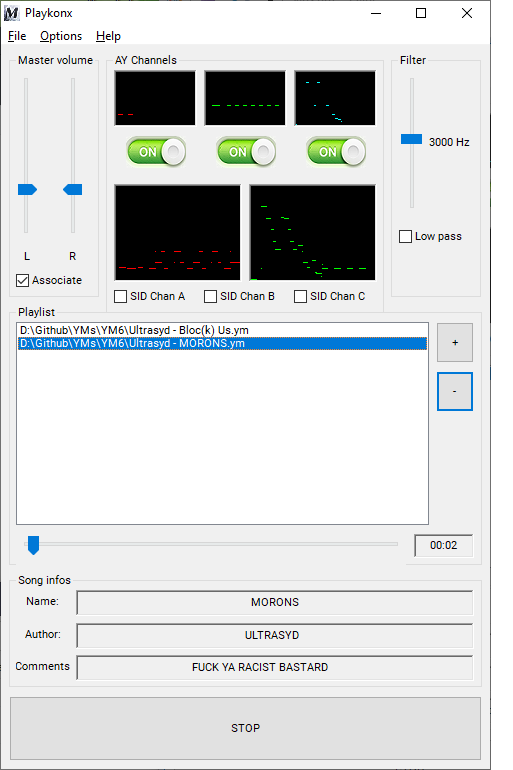 Playkonx
File Options Help
Master volume
AY Channels
Filter
ON ON ON
3000 Hz
L R
Low pass
Associate
SID Chan A SID Chan B SID Chan C
Playlist
D:\Github\YMs\YM6\Ultrasyd - Bloc(k) Us.ym
D:\Github\YMs\YM6\Ultrasyd - MORONS.ym
+
-
00:02
Song infos
Name: MORONS
Author: ULTRASYD
Comments FUCK YA RACIST BASTARD
STOP